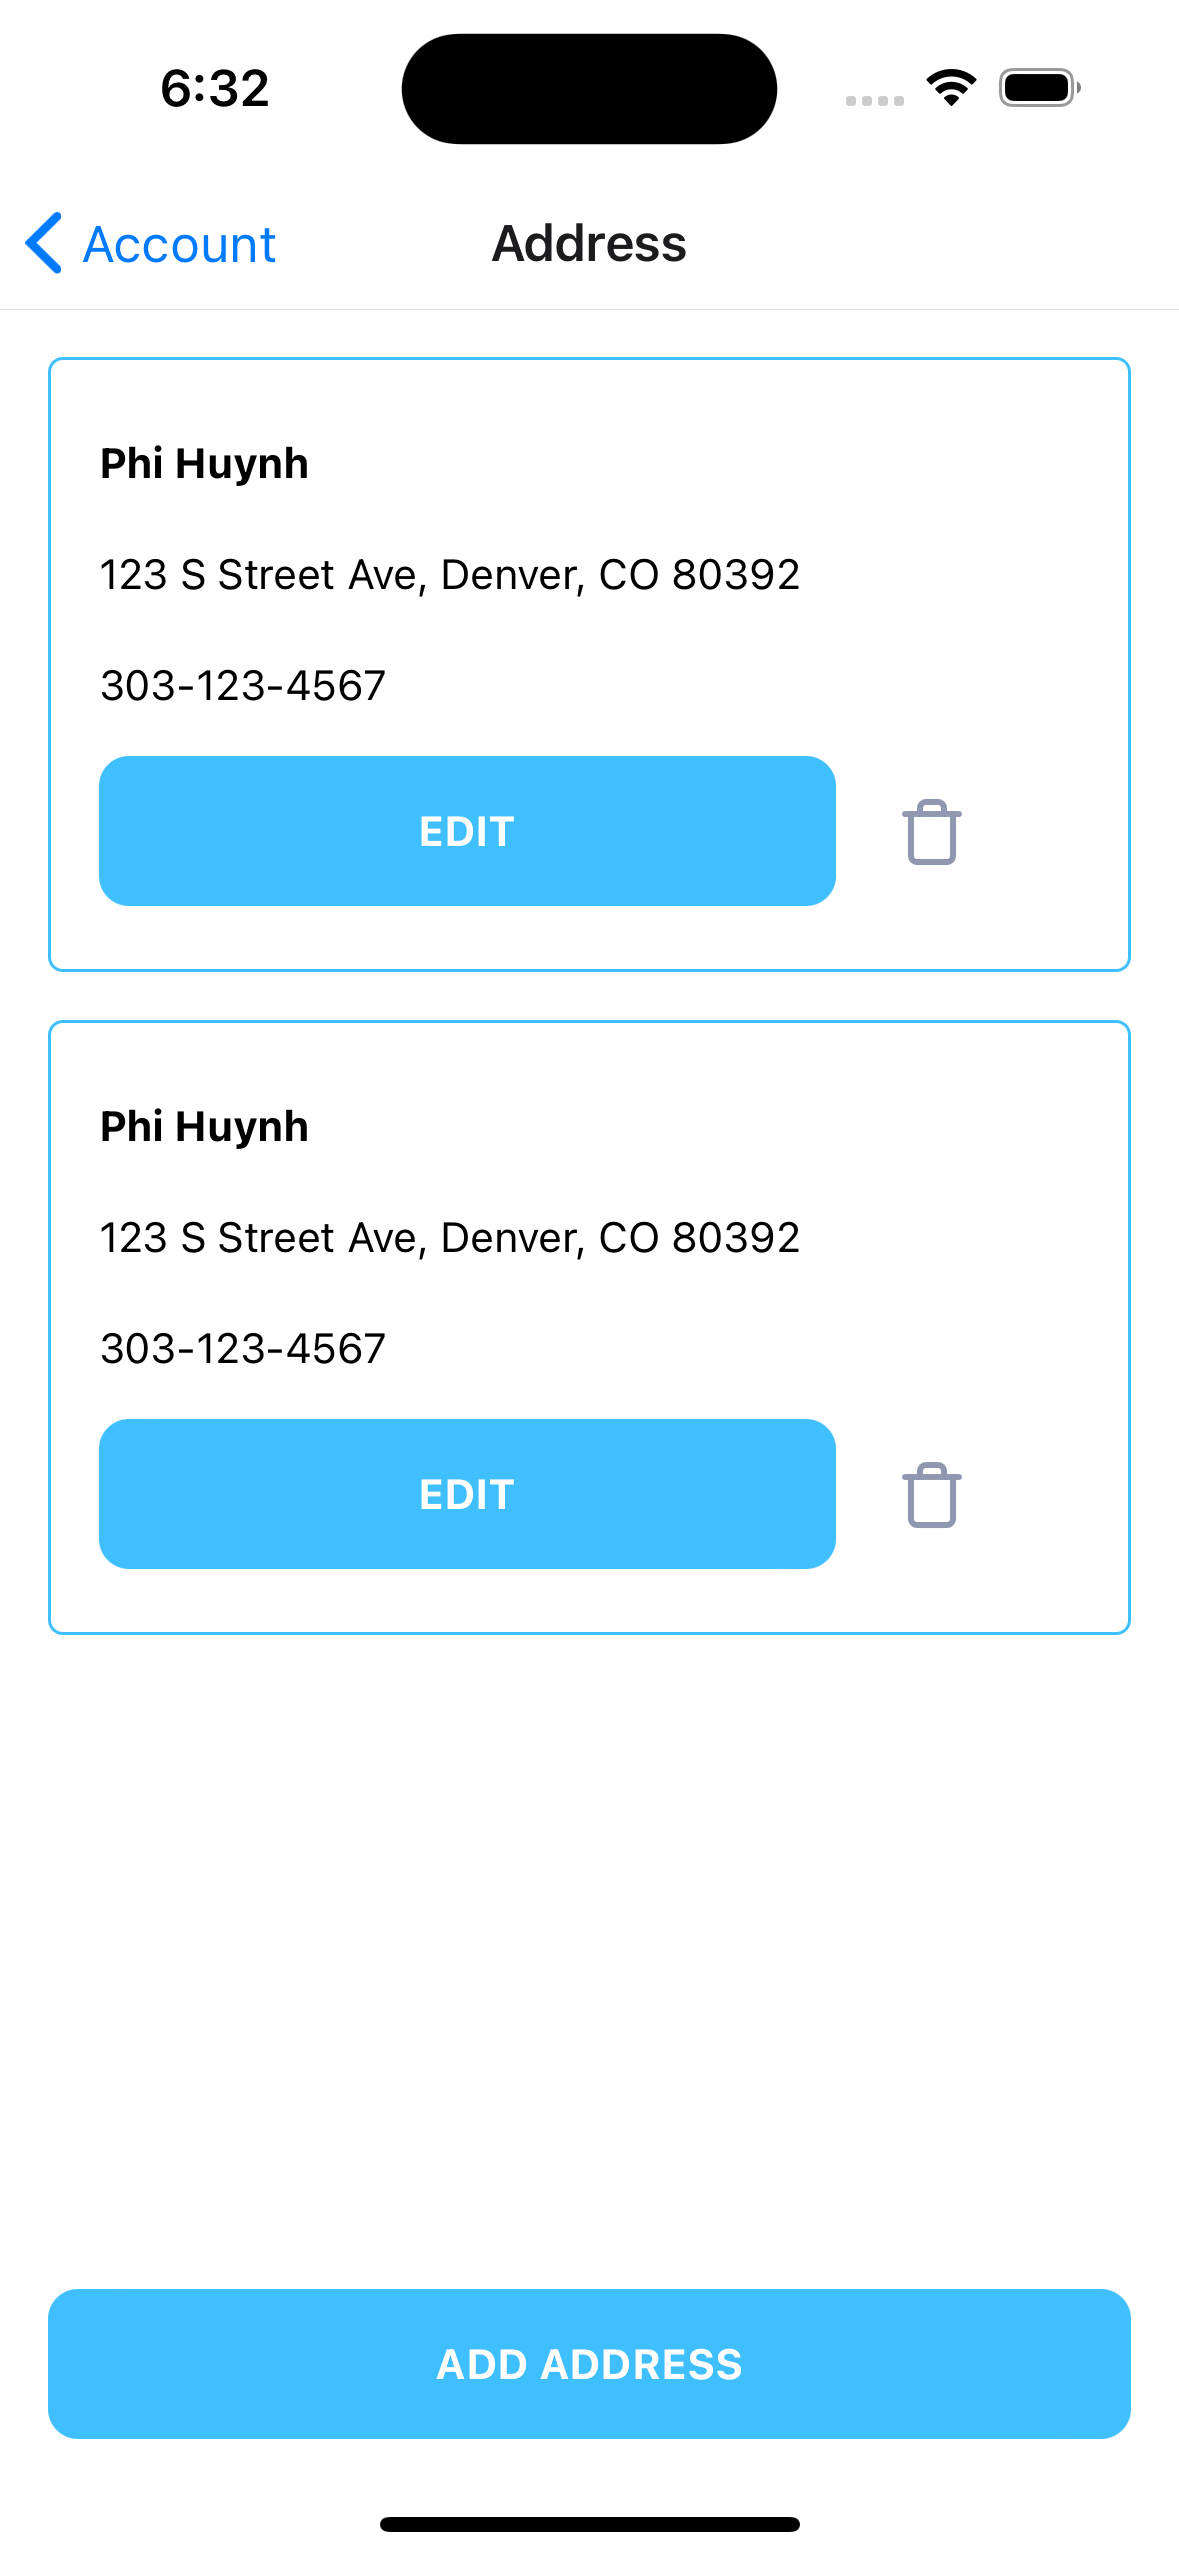 6:32
Account
Address
Phi Huynh
123 S Street Ave, Denver, CO 80392
303-123-4567
EDIT
Phi Huynh
123 S Street Ave, Denver, CO 80392
303-123-4567
EDIT
ADD ADDRESS